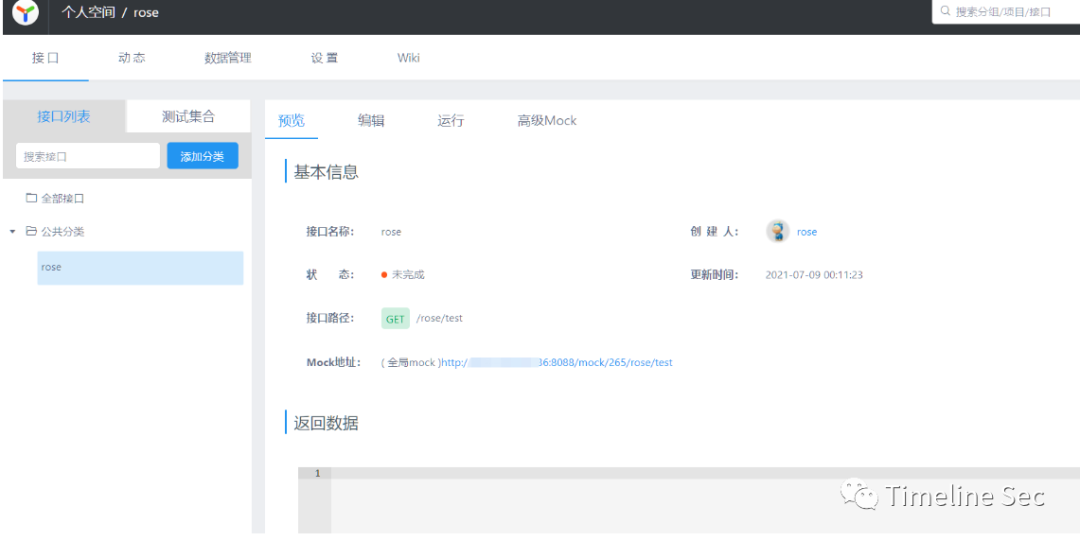 个人空间 / rose
搜索分组/项目/接口
接口 动态 数据管理 设置 Wiki
接口列表 测试集合
搜索接口 添加分类
全部接口
公共分类
rose
预览 编辑 运行 高级Mock
基本信息
接口名称: rose 创建人: rose
状态: 未完成 更新时间: 2021-07-09 00:11:23
接口路径: GET /rose/test
Mock地址: ( 全局mock )http:/ 36:8088/mock/265/rose/test
返回数据
1
Timeline Sec